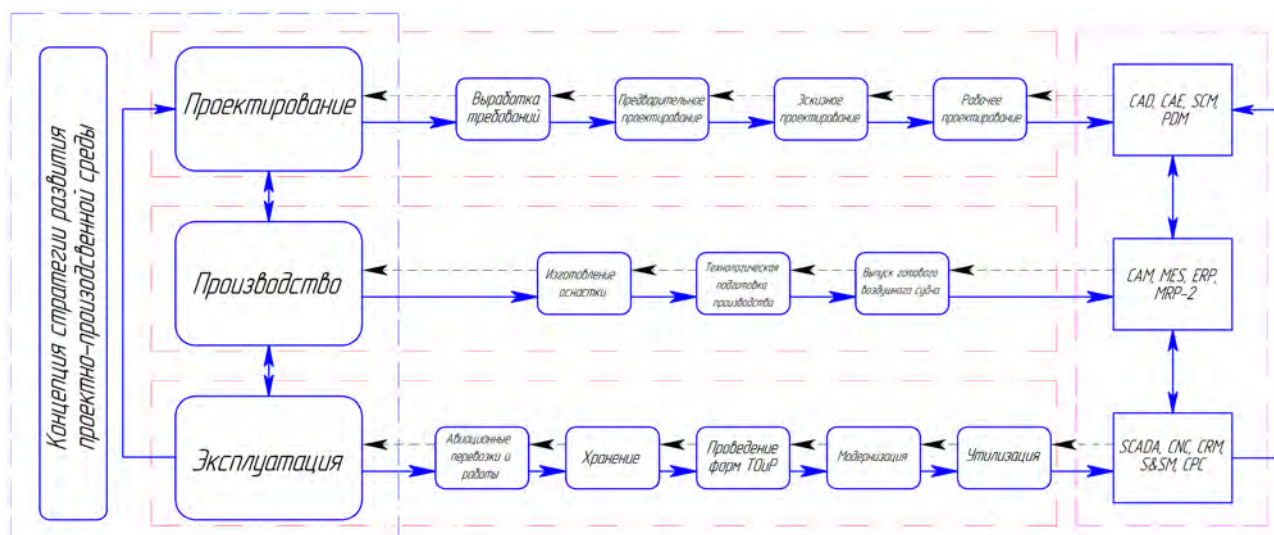 Концепция стратегии развития
проектно-произодсвенной среды
Проектирование
Выработка
требований
Предварительное
проектирование
Эскизное
проектирование
Рабочее
проектирование
CAD, CAE, SCM,
PDM
Производство
Изготовление
оснастки
Технологическая
подготовка
производства
Выпуск готового
воздушного судна
CAM, MES, ERP,
MRP-2
Эксплуатация
Авиационные
перевозки и
работы
Хранение
Проведение
форм ТОиР
Модернизация
Утилизация
SCADA, CNC, CRM,
S&SM, CPC